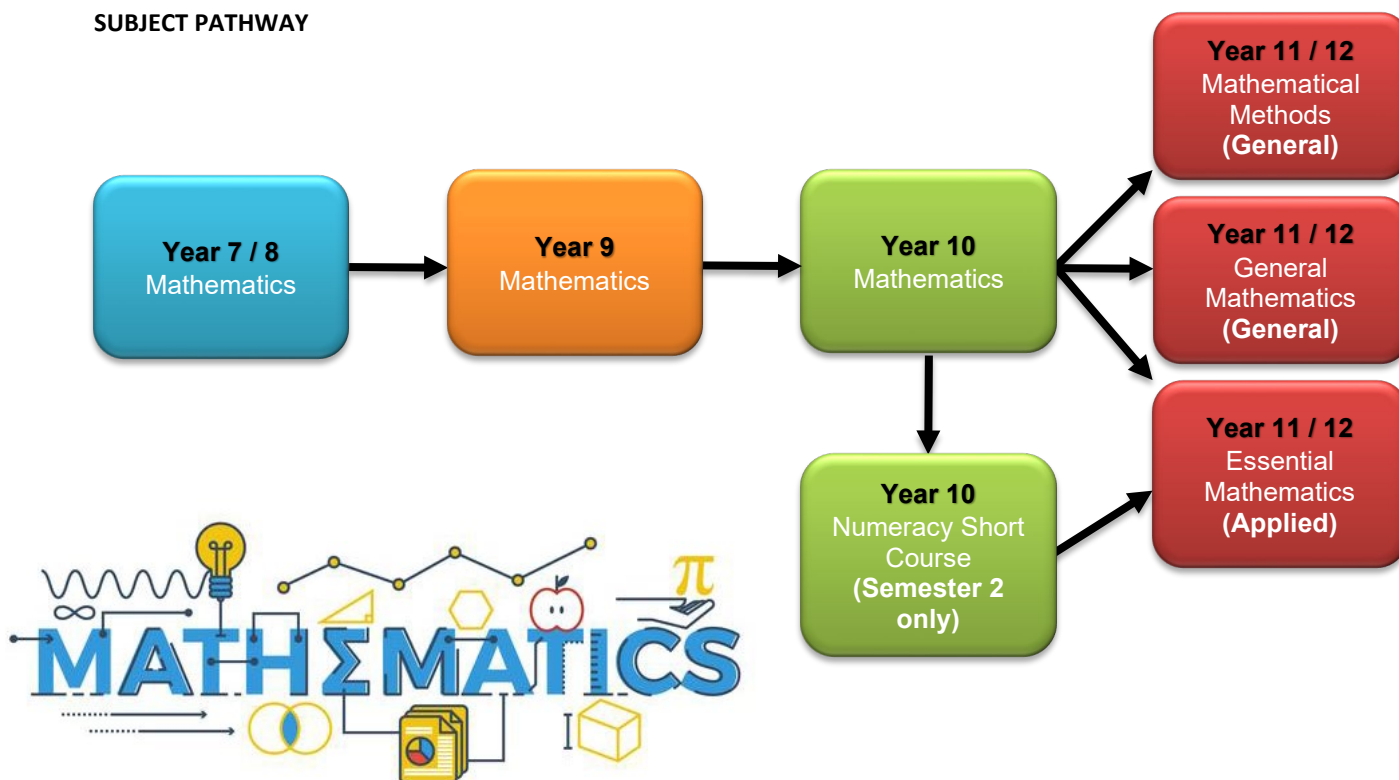 SUBJECT PATHWAY
Year 7 / 8
Mathematics
Year 9
Mathematics
Year 10
Mathematics
Year 11 / 12
Mathematical
Methods
(General)
Year 11 / 12
General
Mathematics
(General)
Year 11 / 12
Essential
Mathematics
(Applied)
Year 10
Numeracy Short
Course
(Semester 2
only)
π
∞
MATHΣMATICS